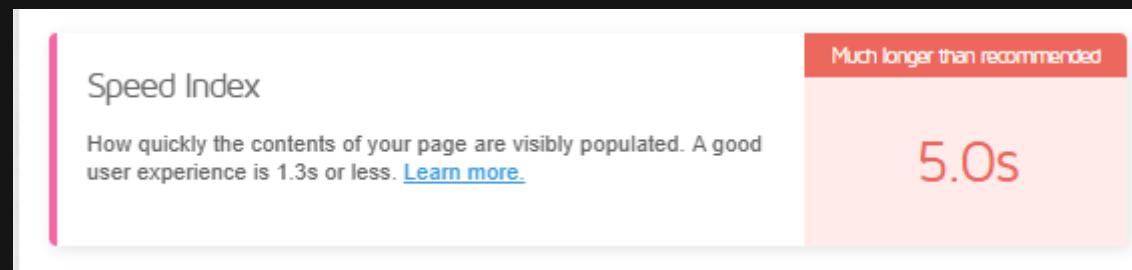 Speed Index
Much longer than recommended
How quickly the contents of your page are visibly populated. A good
user experience is 1.3s or less. Learn more.
5.0s